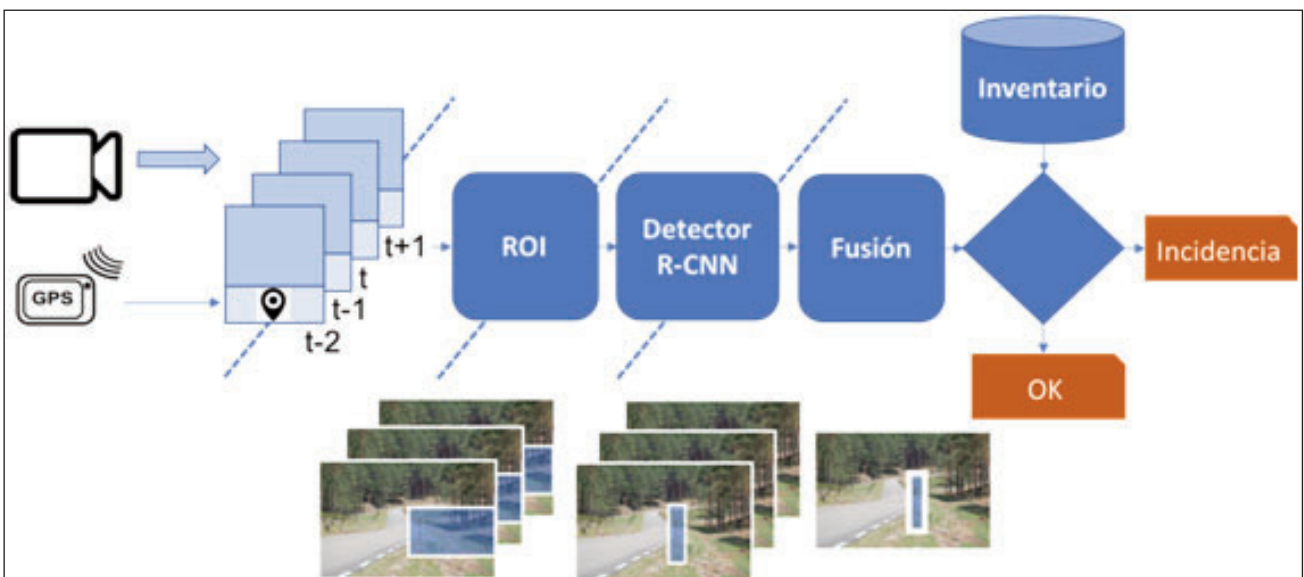 Inventario
GPS
t+1
t
t-1
t-2
ROI
Detector
R-CNN
Fusión
Incidencia
OK